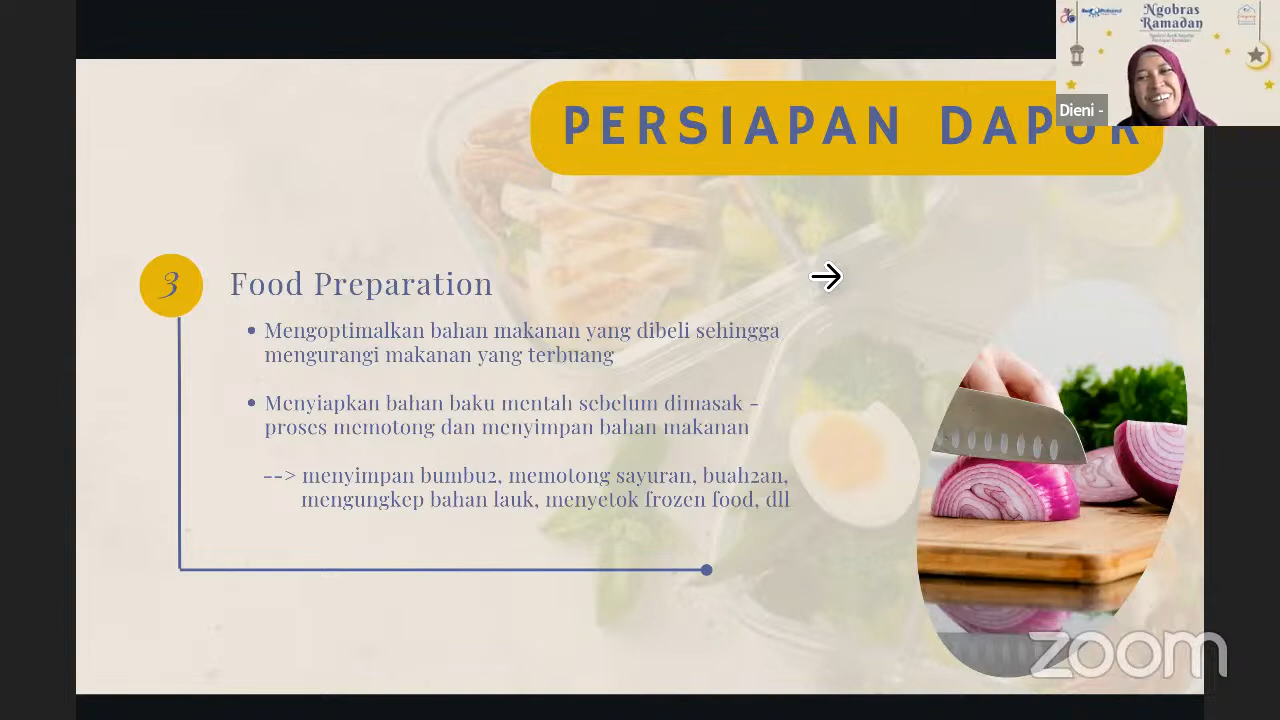 Ngobras
Ramadan
PERSIAPAN DAPUR
Dieni -
3
Food Preparation
• Mengoptimalkan bahan makanan yang dibeli sehingga
mengurangi makanan yang terbuang
• Menyiapkan bahan baku mentah sebelum dimasak -
proses memotong dan menyimpan bahan makanan
--> menyimpan bumbu2, memotong sayuran, buah2an,
mengungkep bahan lauk, menyetok frozen food, dll
zoom